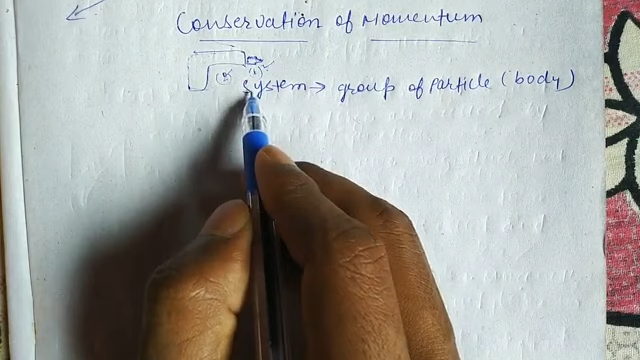 Conservation of Momentum
System → group of Particle (body)